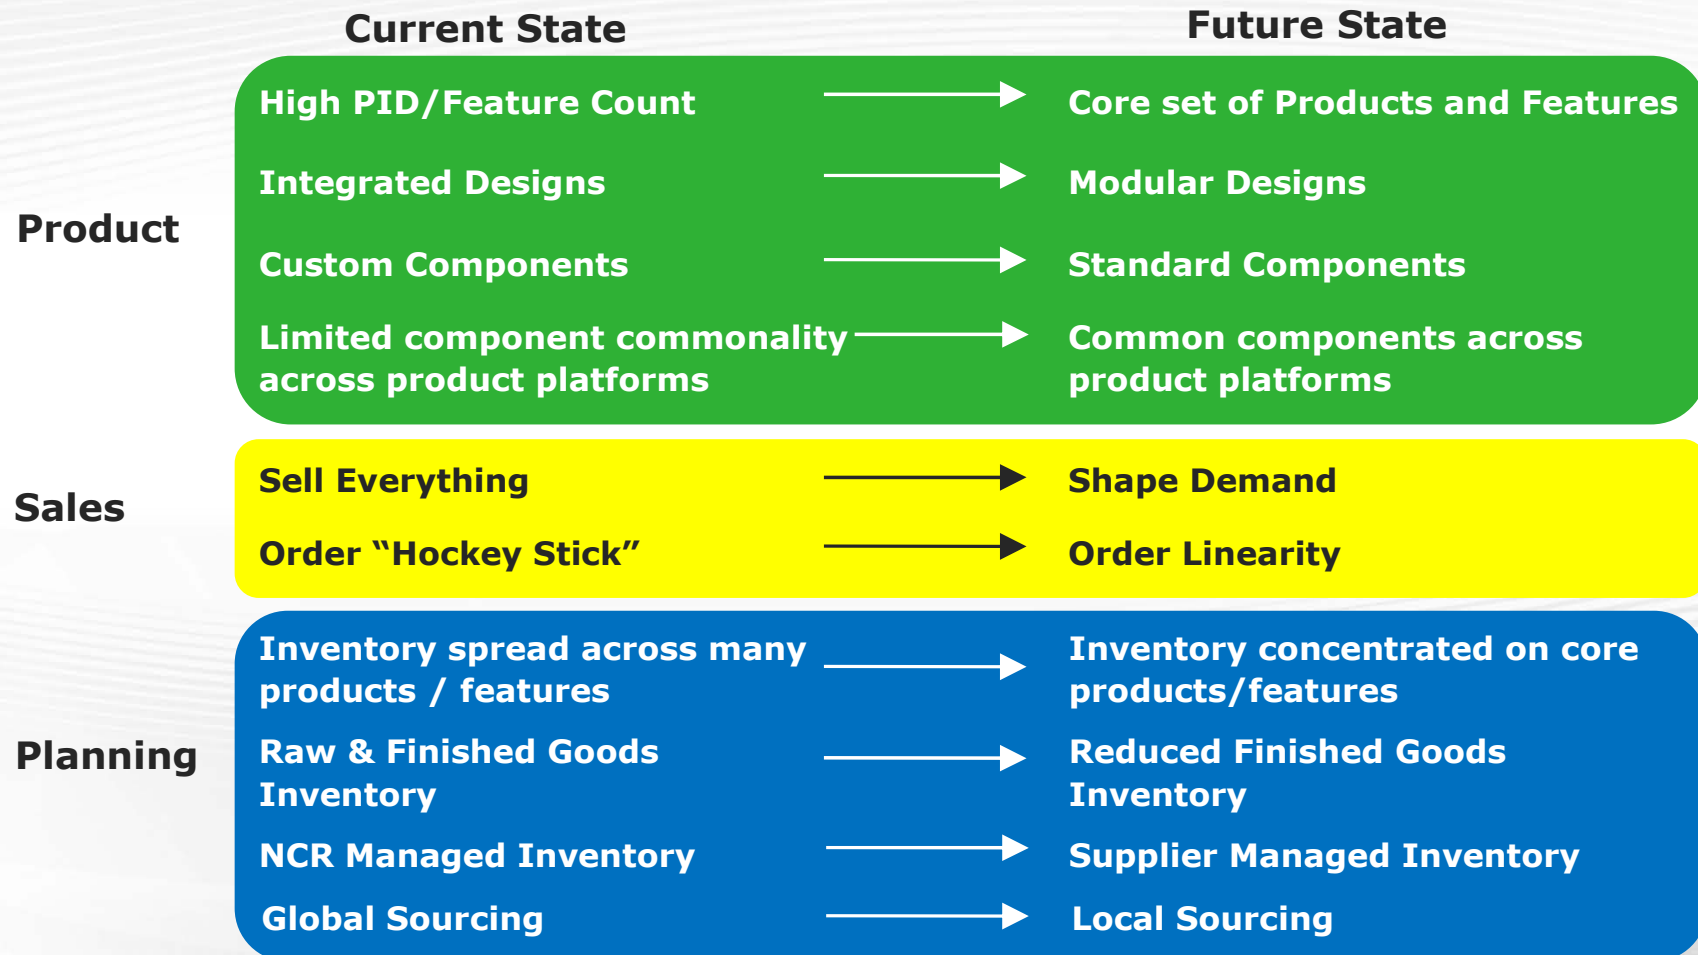 Current State
Future State
Product
High PID/Feature Count
Core set of Products and Features
Integrated Designs
Modular Designs
Custom Components
Standard Components
Limited component commonality
across product platforms
Common components across
product platforms
Sales
Sell Everything
Shape Demand
Order “Hockey Stick”
Order Linearity
Planning
Inventory spread across many
products / features
Inventory concentrated on core
products/features
Raw & Finished Goods
Inventory
Reduced Finished Goods
Inventory
NCR Managed Inventory
Supplier Managed Inventory
Global Sourcing
Local Sourcing